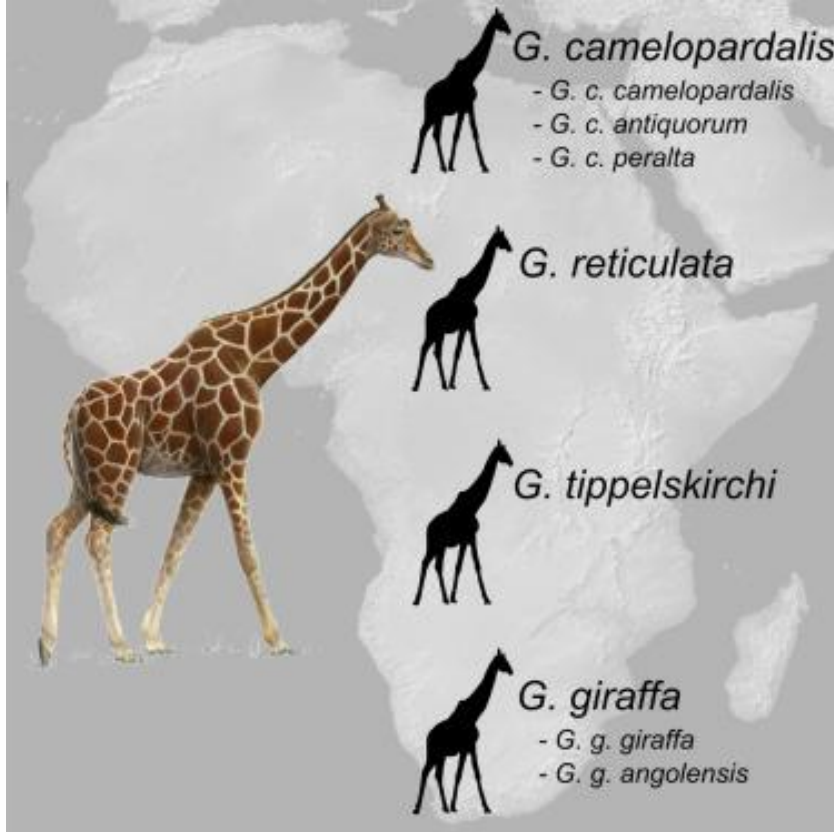 G. camelopardalis
- G. c. camelopardalis
- G. c. antiquorum
- G. c. peralta
G. reticulata
G. tippelskirchi
G. giraffa
- G. g. giraffa
- G. g. angolensis